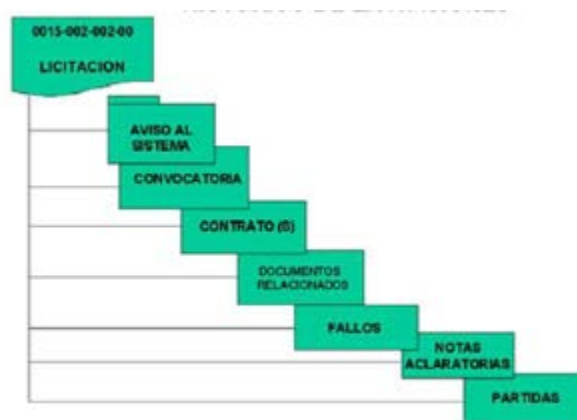 0015-002-002-00
LICITACION
AVISO AL
SISTEMA
CONVOCATORIA
CONTRATO (S)
DOCUMENTOS
RELACIONADOS
FALLOS
NOTAS
ACLARATORIAS
PARTIDAS